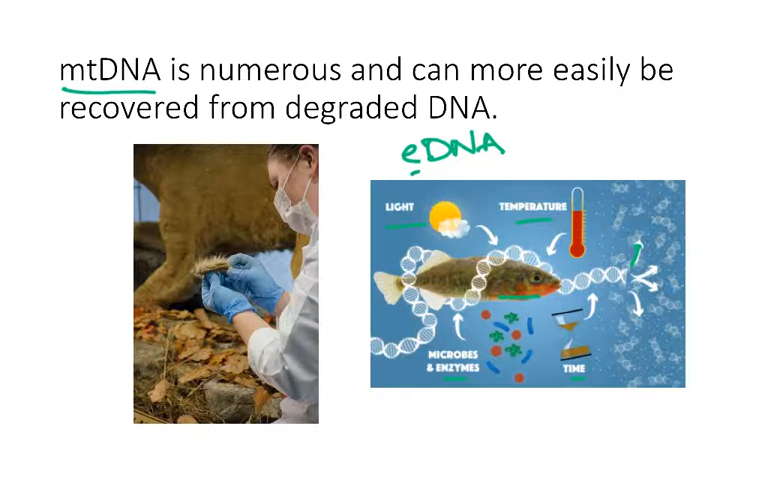 mtDNA is numerous and can more easily be
recovered from degraded DNA.
eDNA
LIGHT
TEMPERATURE
MICROBES
& ENZYMES
TIME